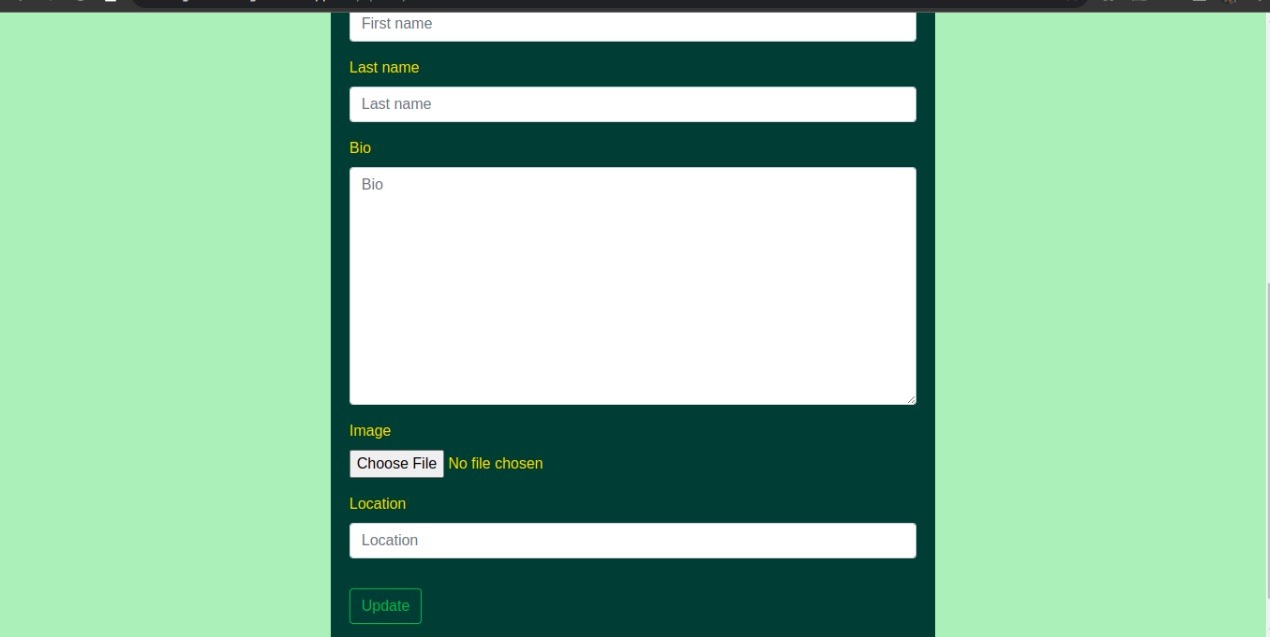 First name
Last name
Last name
Bio
Bio
Image
Choose File No file chosen
Location
Location
Update